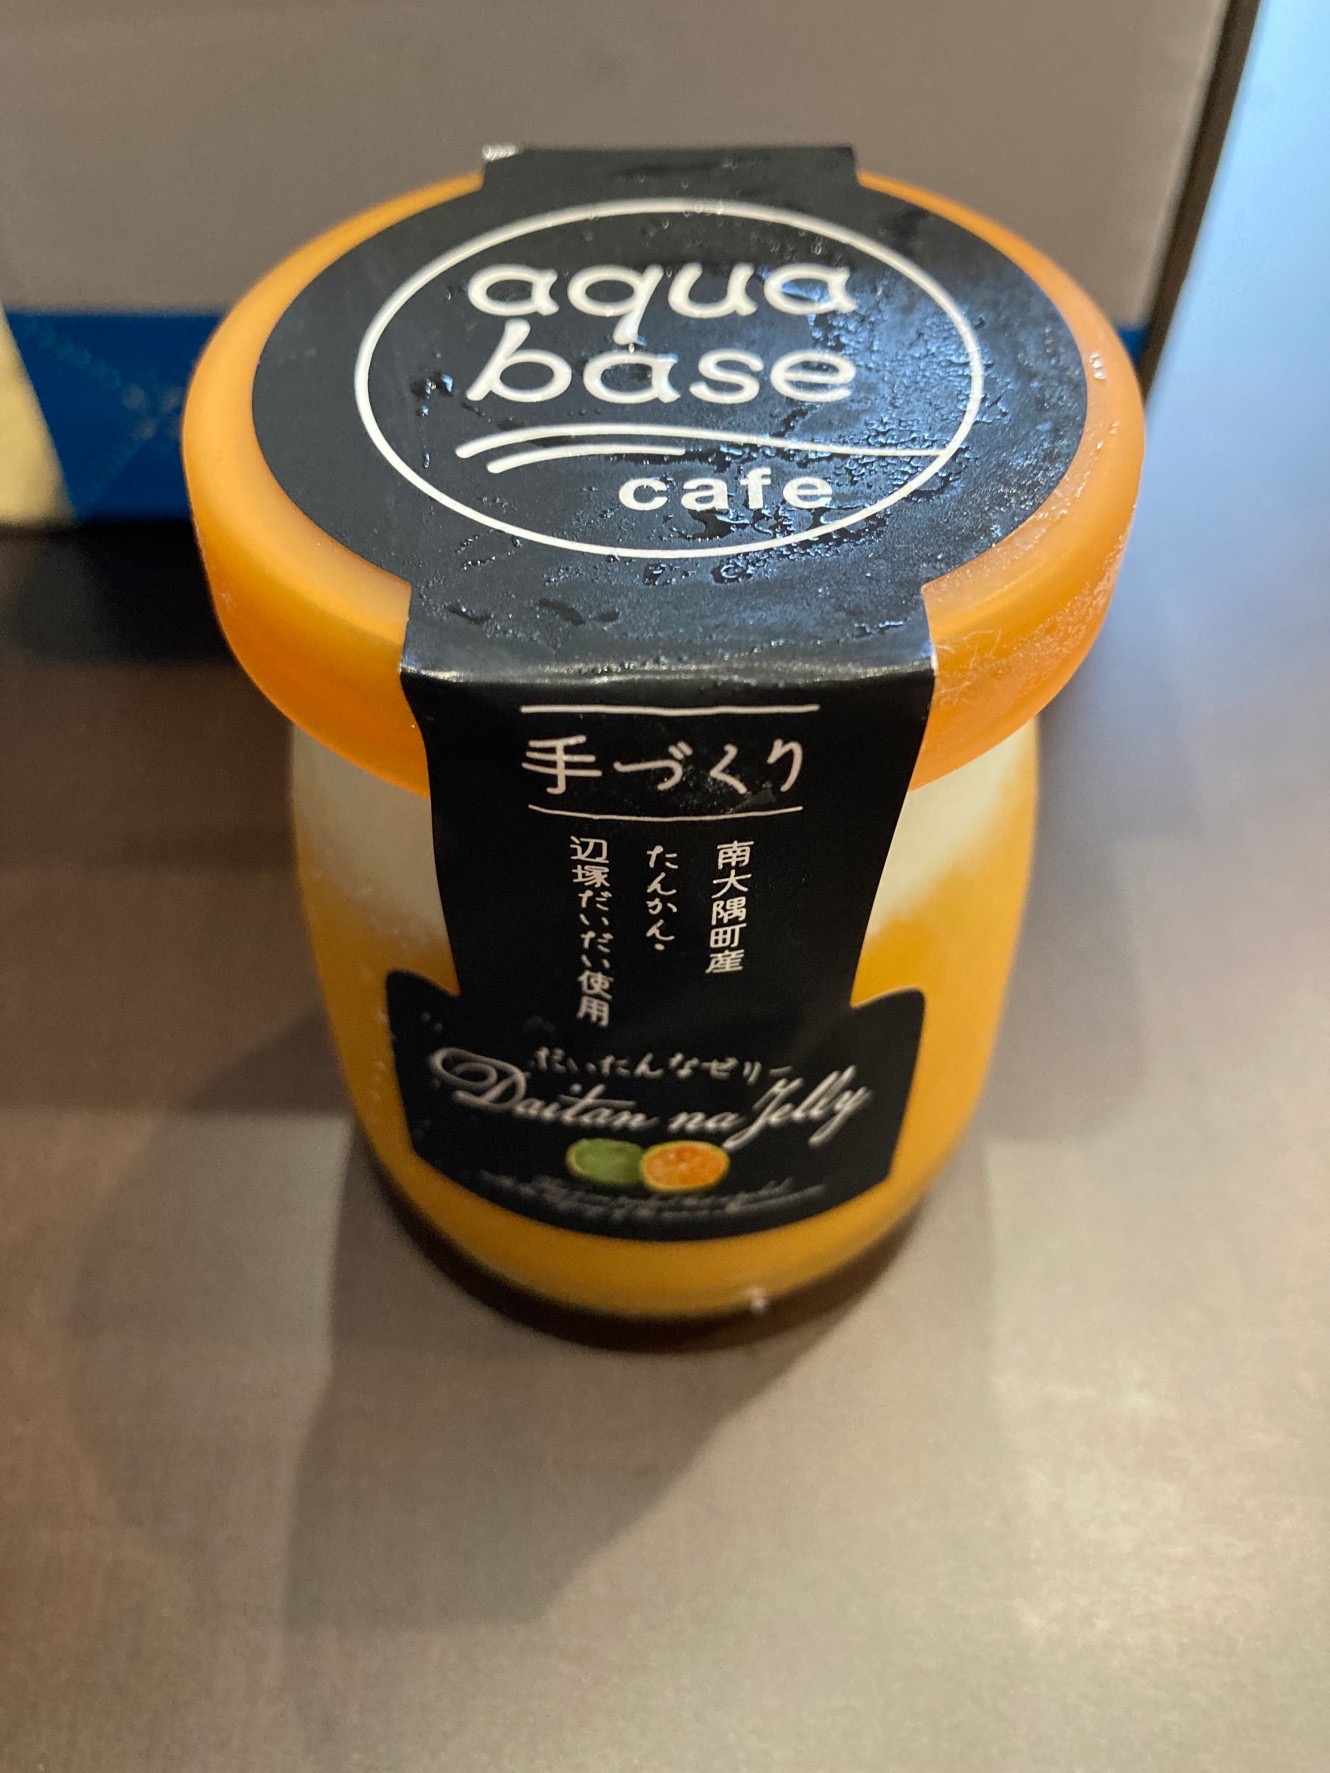 aqua
base
cafe
手づくり
南大隅町産
たんかん・
辺塚だいだい使用
だいたんなゼリー
Daitan na Jelly